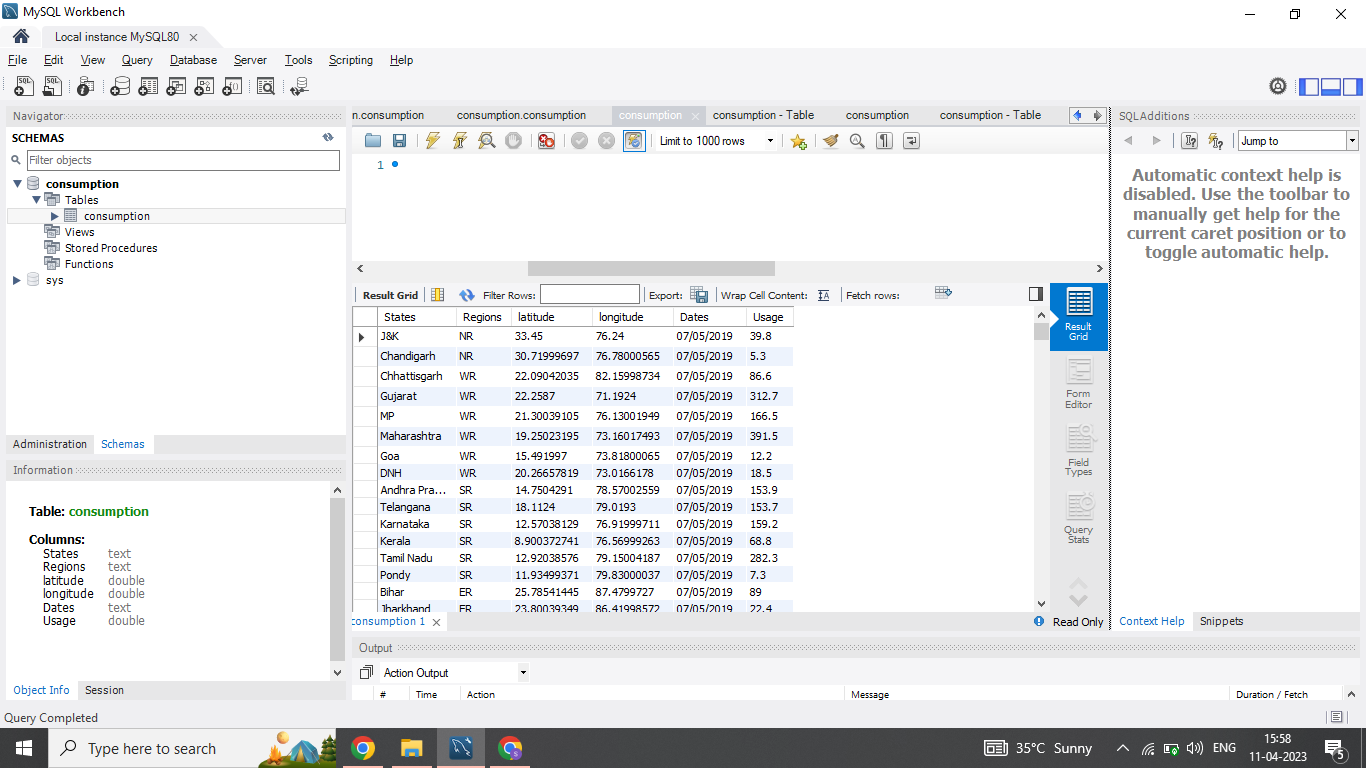 MySQL Workbench
Local instance MySQL80
File Edit View Query Database Server Tools Scripting Help
Navigator
SCHEMAS
Filter objects
consumption
Tables
consumption
Views
Stored Procedures
Functions
sys
Administration Schemas
Information
Table: consumption
Columns:
States text
Regions text
latitude double
longitude double
Dates text
Usage double
Object Info Session
Query Completed
n.consumption consumption.consumption consumption consumption - Table consumption consumption - Table
Limit to 1000 rows
1
Result Grid Filter Rows: Export: Wrap Cell Content: Fetch rows:
States Regions latitude longitude Dates Usage
J&K NR 33.45 76.24 07/05/2019 39.8
Chandigarh NR 30.71999697 76.78000565 07/05/2019 5.3
Chhattisgarh WR 22.09042035 82.15998734 07/05/2019 86.6
Gujarat WR 22.2587 71.1924 07/05/2019 312.7
MP WR 21.30039105 76.13001949 07/05/2019 166.5
Maharashtra WR 19.25023195 73.16017493 07/05/2019 391.5
Goa WR 15.491997 73.81800065 07/05/2019 12.2
DNH WR 20.26657819 73.0166178 07/05/2019 18.5
Andhra Pra... SR 14.7504291 78.57002559 07/05/2019 153.9
Telangana SR 18.1124 79.0193 07/05/2019 153.7
Karnataka SR 12.57038129 76.91999711 07/05/2019 159.2
Kerala SR 8.900372741 76.56999263 07/05/2019 68.8
Tamil Nadu SR 12.92038576 79.15004187 07/05/2019 282.3
Pondy SR 11.93499371 79.83000037 07/05/2019 7.3
Bihar ER 25.78541445 87.4799727 07/05/2019 89
Jharkhand ER 23.80039349 86.41998572 07/05/2019 22.4
Result
Grid
Form
Editor
Field
Types
Query
Stats
consumption 1
Read Only
Output
Action Output
# Time Action Message Duration / Fetch
SQLAdditions
Jump to
Automatic context help is
disabled. Use the toolbar to
manually get help for the
current caret position or to
toggle automatic help.
Context Help Snippets
Type here to search
35°C Sunny
ENG
15:58
11-04-2023
5